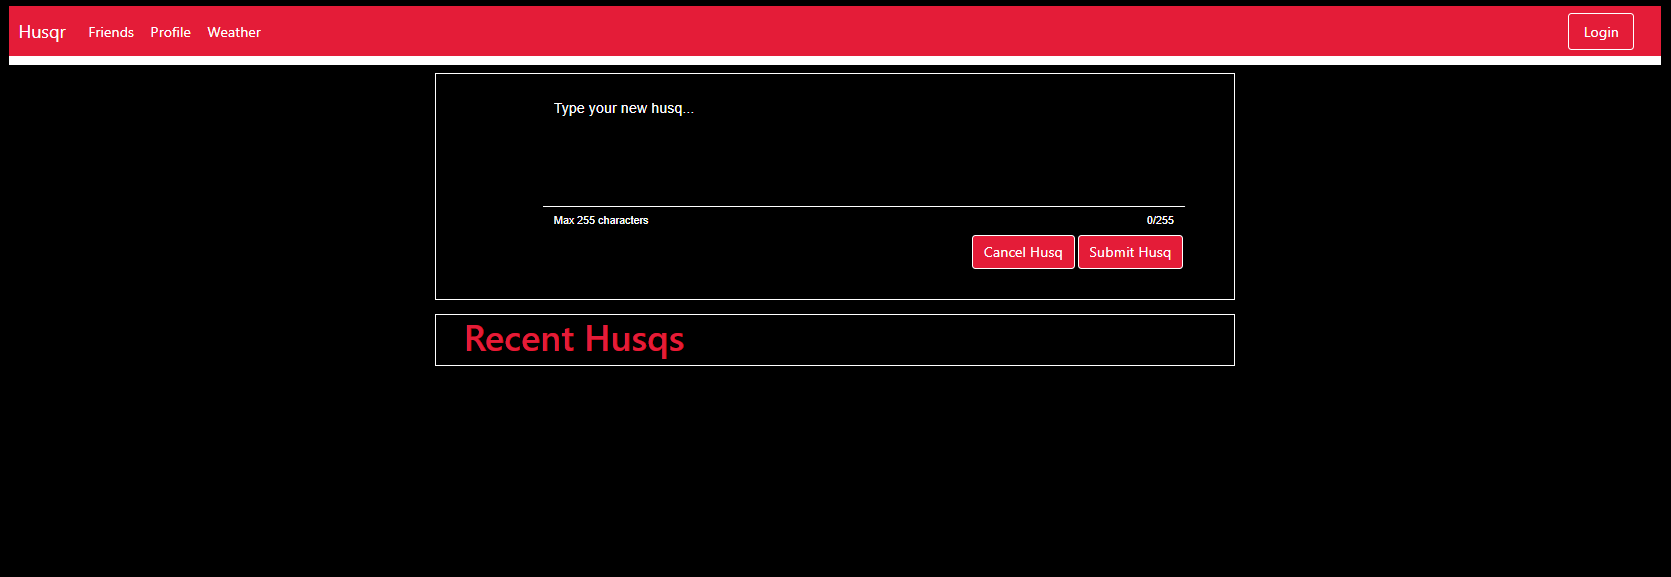 Husqr Friends Profile Weather Login
Type your new husq...
Max 255 characters 0/255
Cancel Husq Submit Husq
Recent Husqs